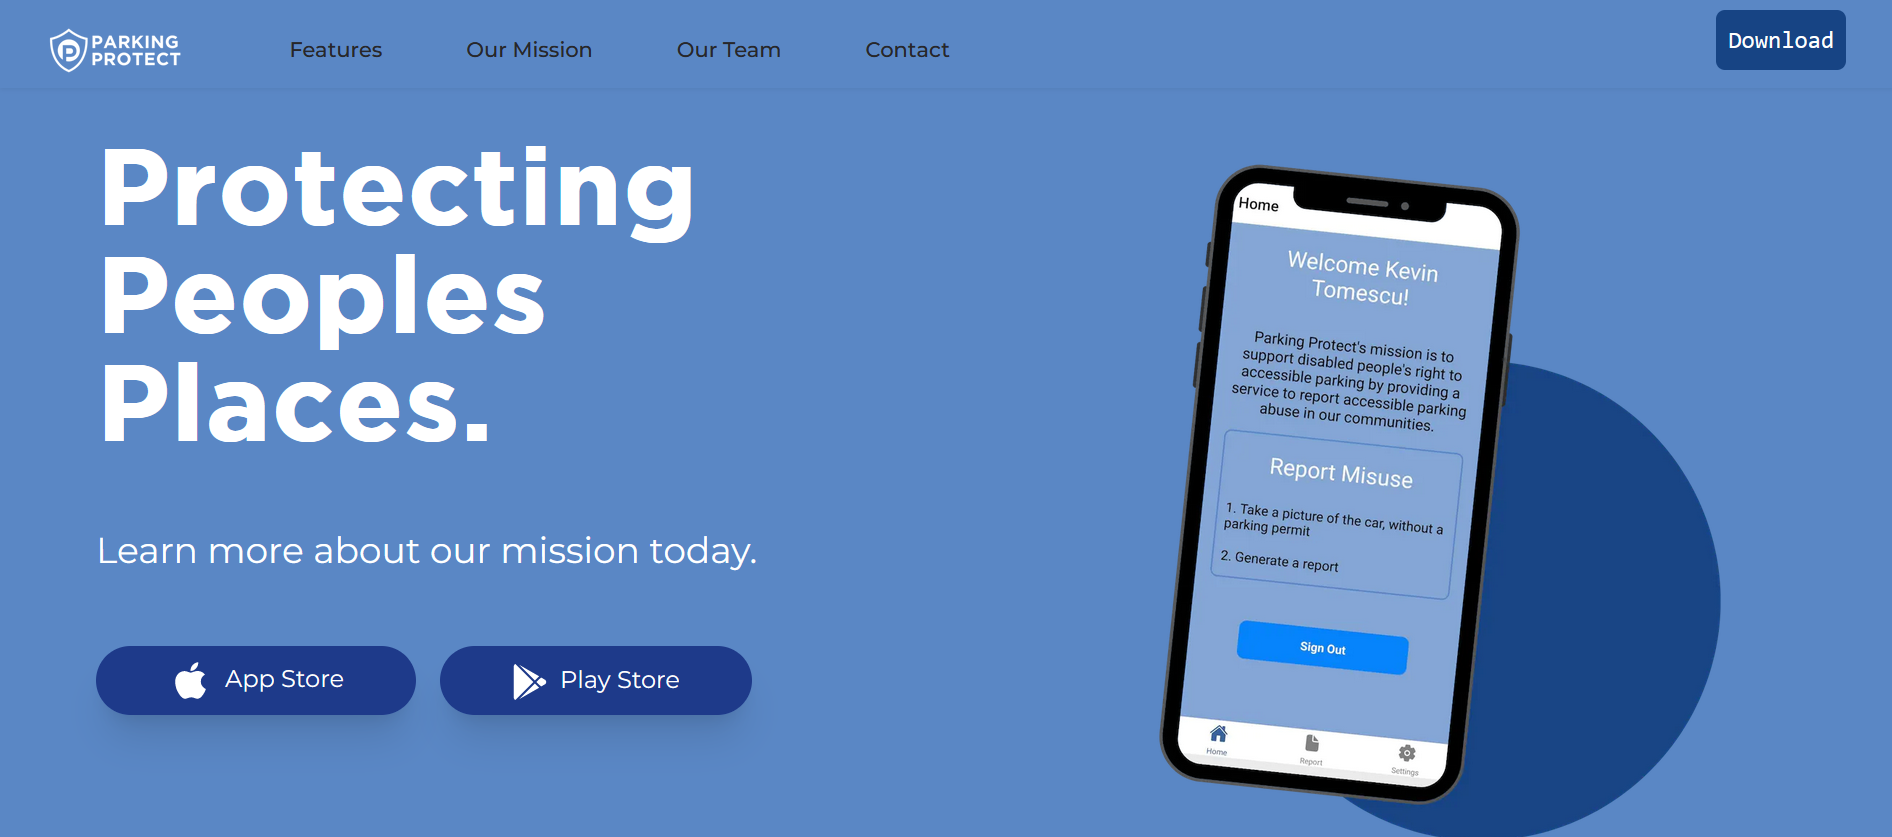 PARKING
PROTECT
Features
Our Mission
Our Team
Contact
Download
Protecting
Peoples
Places.
Learn more about our mission today.
App Store
Play Store
Home
Welcome Kevin
Tomescu!
Parking Protect's mission is to
support disabled people's right to
accessible parking by providing a
service to report accessible parking
abuse in our communities.
Report Misuse
1. Take a picture of the car, without a
parking permit
2. Generate a report
Sign Out
Home
Report
Settings